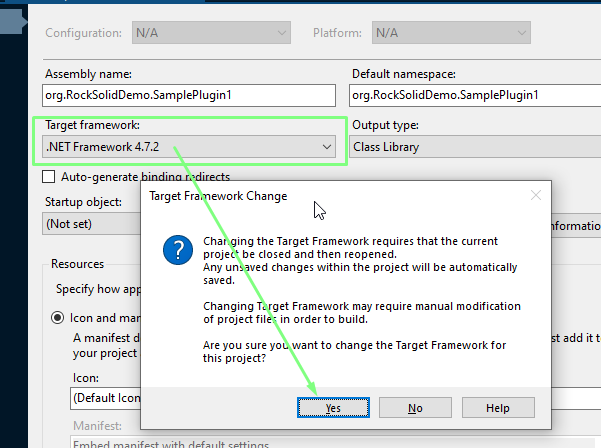 Configuration: N/A Platform: N/A
Assembly name: Default namespace:
org.RockSolidDemo.SamplePlugin1 org.RockSolidDemo.SamplePlugin1
Target framework: Output type:
.NET Framework 4.7.2 Class Library
Auto-generate binding redirects
Startup object:
(Not set)
Resources
Specify how app
Icon and man
A manifest d
your project
Icon:
(Default Icon
Manifest:
Embed manifest with default settings
Target Framework Change
Changing the Target Framework requires that the current
project be closed and then reopened.
Any unsaved changes within the project will be automatically
saved.
Changing Target Framework may require manual modification
of project files in order to build.
Are you sure you want to change the Target Framework for
this project?
Yes No Help
nformation
st add it to